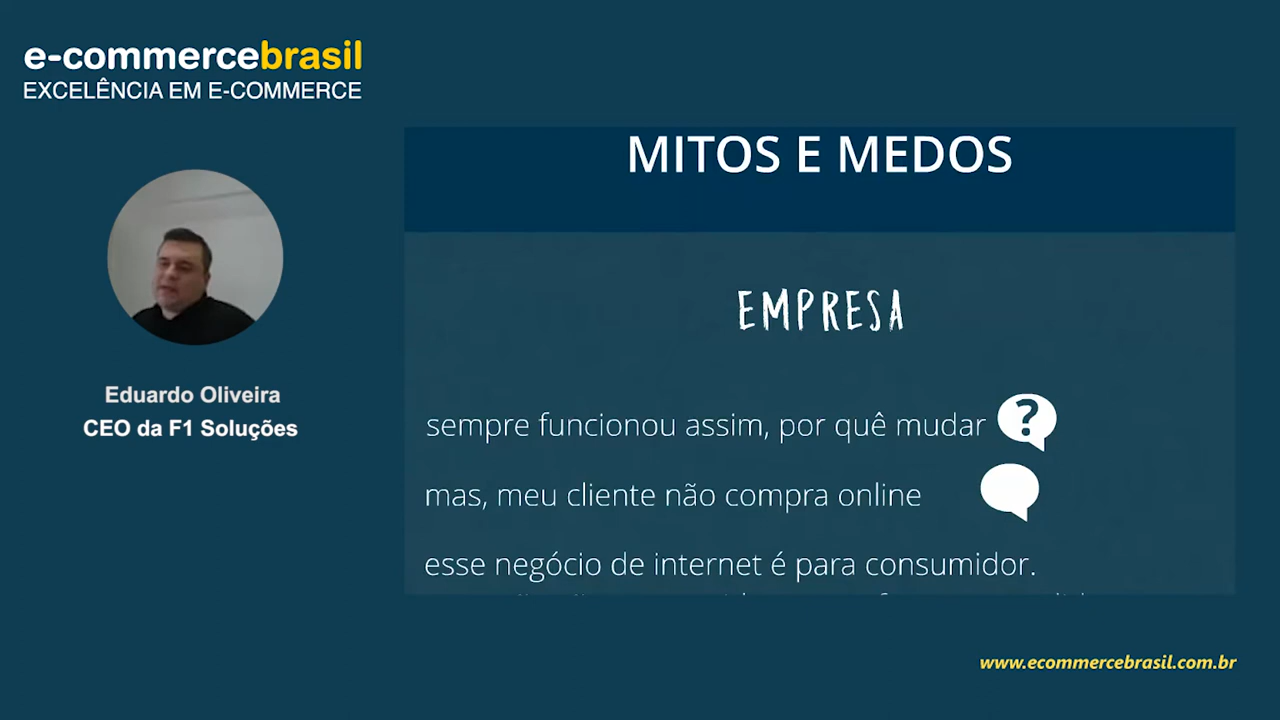 e-commercebrasil
EXCELÊNCIA EM E-COMMERCE
MITOS E MEDOS
EMPRESA
sempre funcionou assim, por quê mudar ?
mas, meu cliente não compra online
esse negócio de internet é para consumidor.
Eduardo Oliveira
CEO da F1 Soluções
www.ecommercebrasil.com.br